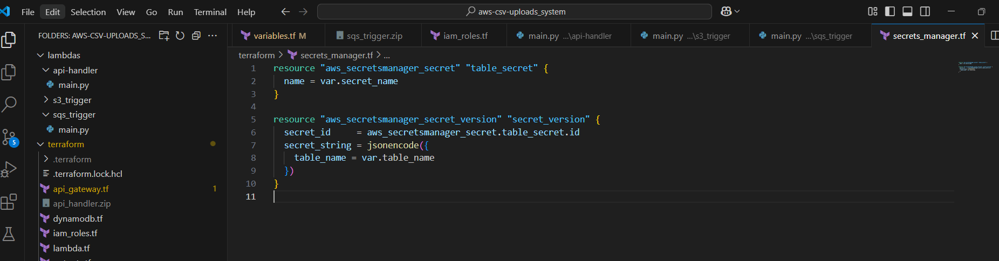 File Edit Selection View Go Run Terminal Help
aws-csv-uploads_system
FOLDERS: AWS-CSV-UPLOADS_S...
variables.tf M
sqs_trigger.zip
iam_roles.tf
main.py ...\api-handler
main.py ...\s3_trigger
main.py ...\sqs_trigger
secrets_manager.tf
lambdas
api-handler
main.py
s3_trigger
sqs_trigger
main.py
terraform
.terraform
.terraform.lock.hcl
api_gateway.tf 1
api_handler.zip
dynamodb.tf
iam_roles.tf
lambda.tf
5
terraform > secrets_manager.tf > ...
1 resource "aws_secretsmanager_secret" "table_secret" {
2 name = var.secret_name
3 }
4
5 resource "aws_secretsmanager_secret_version" "secret_version" {
6 secret_id     = aws_secretsmanager_secret.table_secret.id
7 secret_string = jsonencode({
8 table_name = var.table_name
9 })
10 }
11